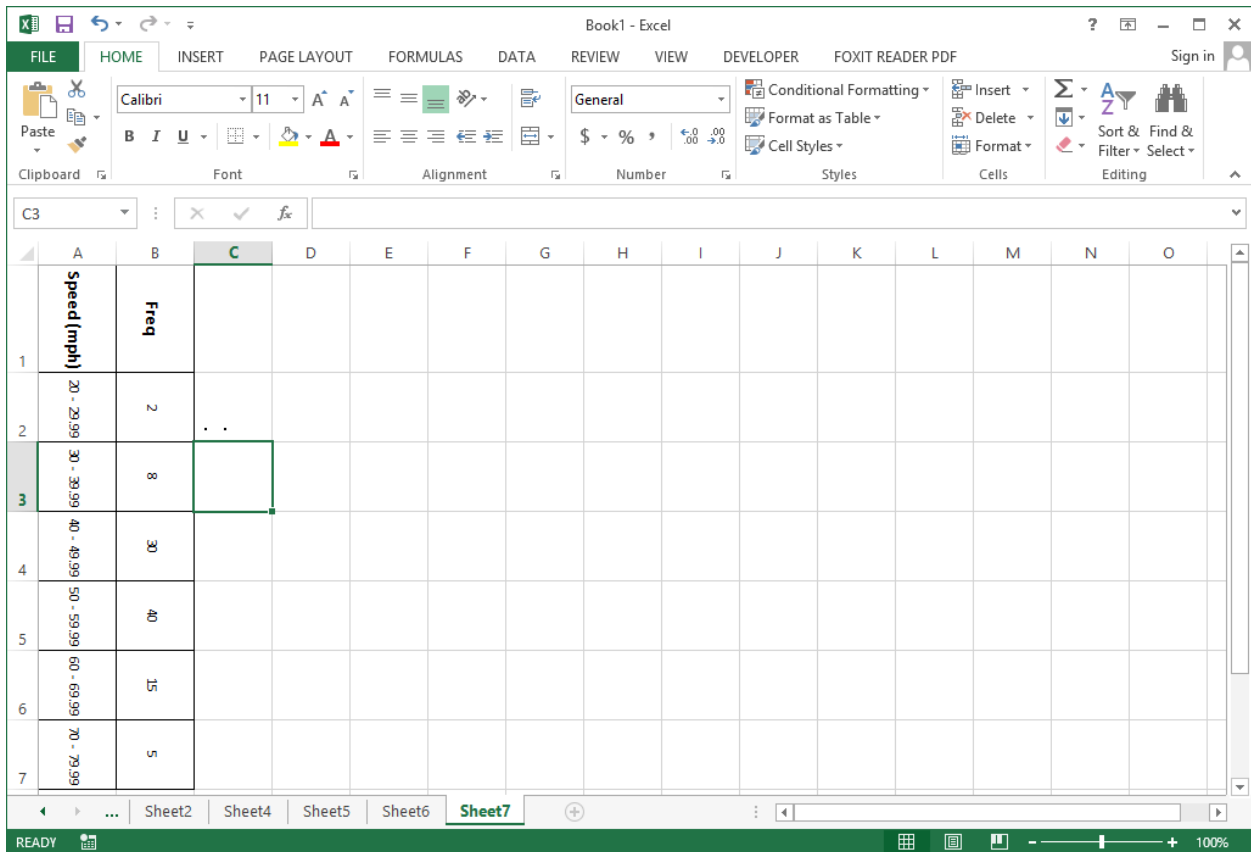 Book1 - Excel
?
FILE HOME INSERT PAGE LAYOUT FORMULAS DATA REVIEW VIEW DEVELOPER FOXIT READER PDF Sign in
Paste
Calibri 11 A A
B I U A
General
$ % , .00 .00
Conditional Formatting
Format as Table
Cell Styles
Insert
Delete
Format
Σ
A Z
Sort & Filter
Find & Select
Clipboard Font Alignment Number Styles Cells Editing
C3 fx
A B C D E F G H I J K L M N O
1 Speed (mph) Freq
2 20 - 29.99 2 . .
3 30 - 39.99 8
4 40 - 49.99 30
5 50 - 59.99 40
6 60 - 69.99 15
7 70 - 79.99 5
... Sheet2 Sheet4 Sheet5 Sheet6 Sheet7
READY 100%